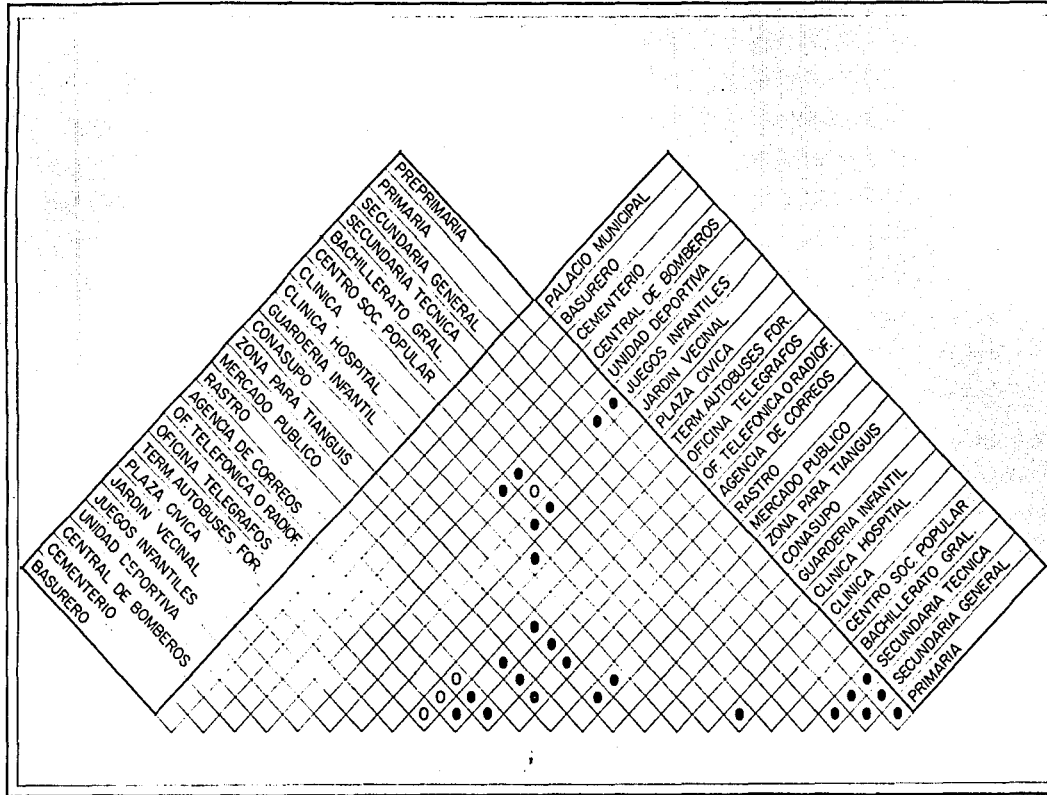 PREPRIMARIA
PRIMARIA
SECUNDARIA GENERAL
SECUNDARIA TECNICA
BACHILLERATO GRAL.
CENTRO SOC. POPULAR
CLINICA
CLINICA HOSPITAL
GUARDERIA INFANTIL
CONASUPO
ZONA PARA TIANGUIS
MERCADO PUBLICO
RASTRO
AGENCIA DE CORREOS
OF. TELEFONICA O RADIOF.
OFICINA TELEGRAFOS
TERM. AUTOBUSES FOR.
PLAZA CIVICA
JARDIN VECINAL
JUEGOS INFANTILES
UNIDAD DEPORTIVA
CENTRAL DE BOMBEROS
CEMENTERIO
BASURERO
PALACIO MUNICIPAL
BASURERO
CEMENTERIO
CENTRAL DE BOMBEROS
UNIDAD DEPORTIVA
JUEGOS INFANTILES
JARDIN VECINAL
PLAZA CIVICA
TERM. AUTOBUSES FOR.
OFICINA TELEGRAFOS
OF. TELEFONICA O RADIOF.
AGENCIA DE CORREOS
RASTRO
MERCADO PUBLICO
ZONA PARA TIANGUIS
CONASUPO
GUARDERIA INFANTIL
CLINICA HOSPITAL
CLINICA
CENTRO SOC. POPULAR
BACHILLERATO GRAL.
SECUNDARIA TECNICA
SECUNDARIA GENERAL
PRIMARIA